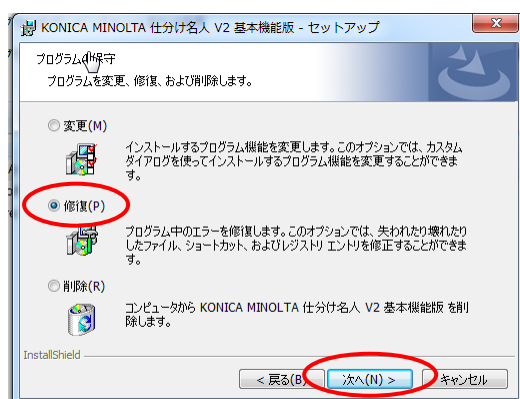 KONICA MINOLTA 仕分け名人 V2 基本機能版 - セットアップ
プログラムの保守
プログラムを変更、修復、および削除します。
変更(M)
インストールするプログラム機能を変更します。このオプションでは、カスタム
ダイアログを使ってインストールするプログラム機能を変更することができま
す。
修復(P)
プログラム中のエラーを修復します。このオプションでは、失われたり壊れたり
したファイル、ショートカット、およびレジストリ エントリを修正することができま
す。
削除(R)
コンピュータから KONICA MINOLTA 仕分け名人 V2 基本機能版 を削
除します。
InstallShield
< 戻る(B) 次へ(N) > キャンセル